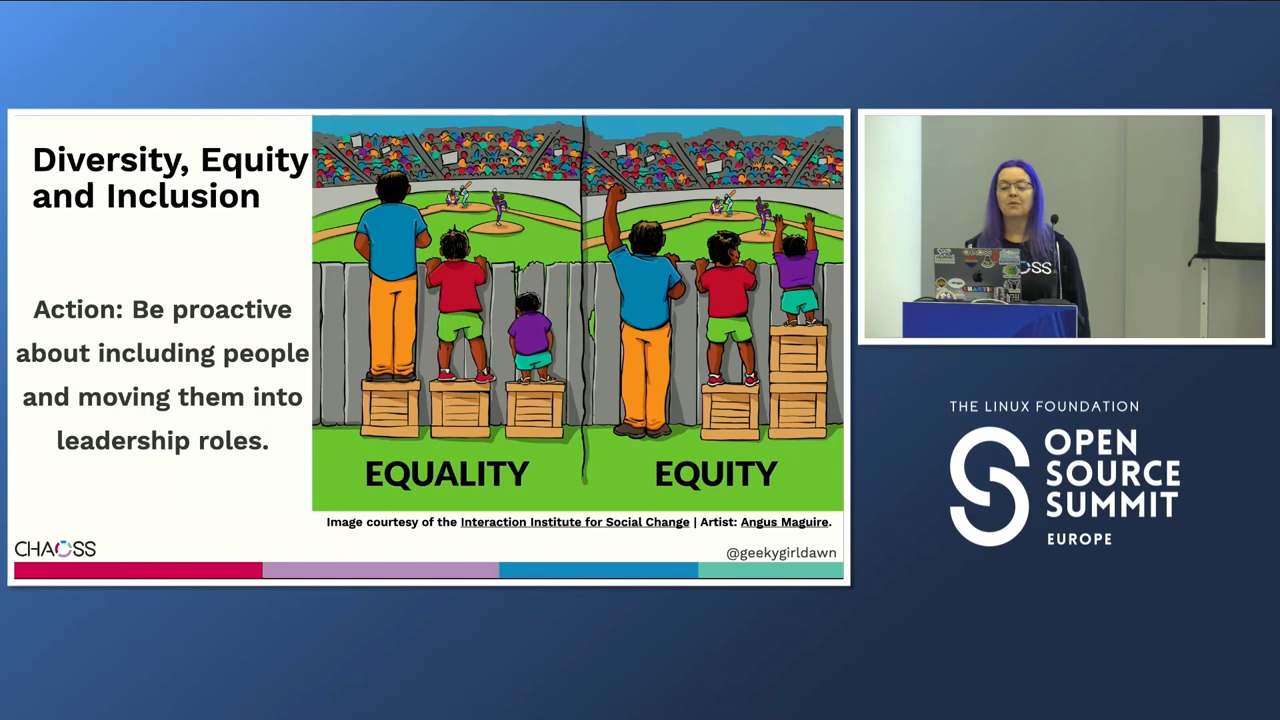 Diversity, Equity
and Inclusion
Action: Be proactive
about including people
and moving them into
leadership roles.
EQUALITY
EQUITY
Image courtesy of the Interaction Institute for Social Change | Artist: Angus Maguire.
CHAOSS
@geekygirldawn
THE LINUX FOUNDATION
OPEN
SOURCE
SUMMIT
EUROPE